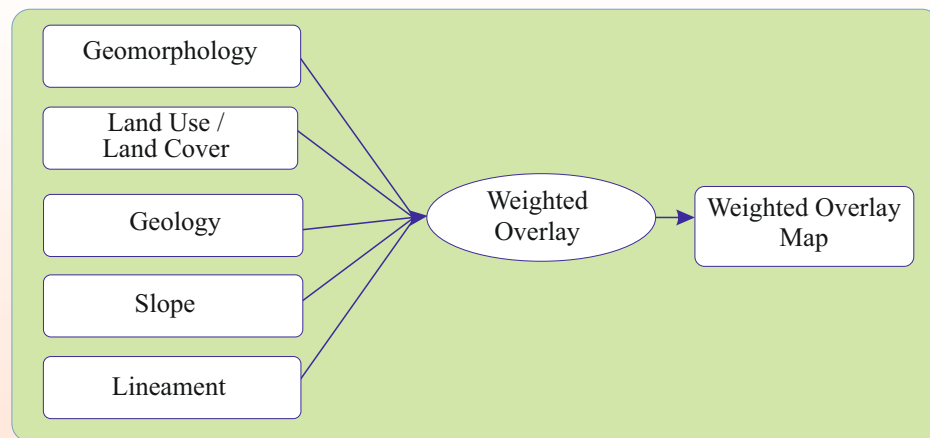 Geomorphology
Land Use /
Land Cover
Geology
Slope
Lineament
Weighted
Overlay
Weighted Overlay
Map